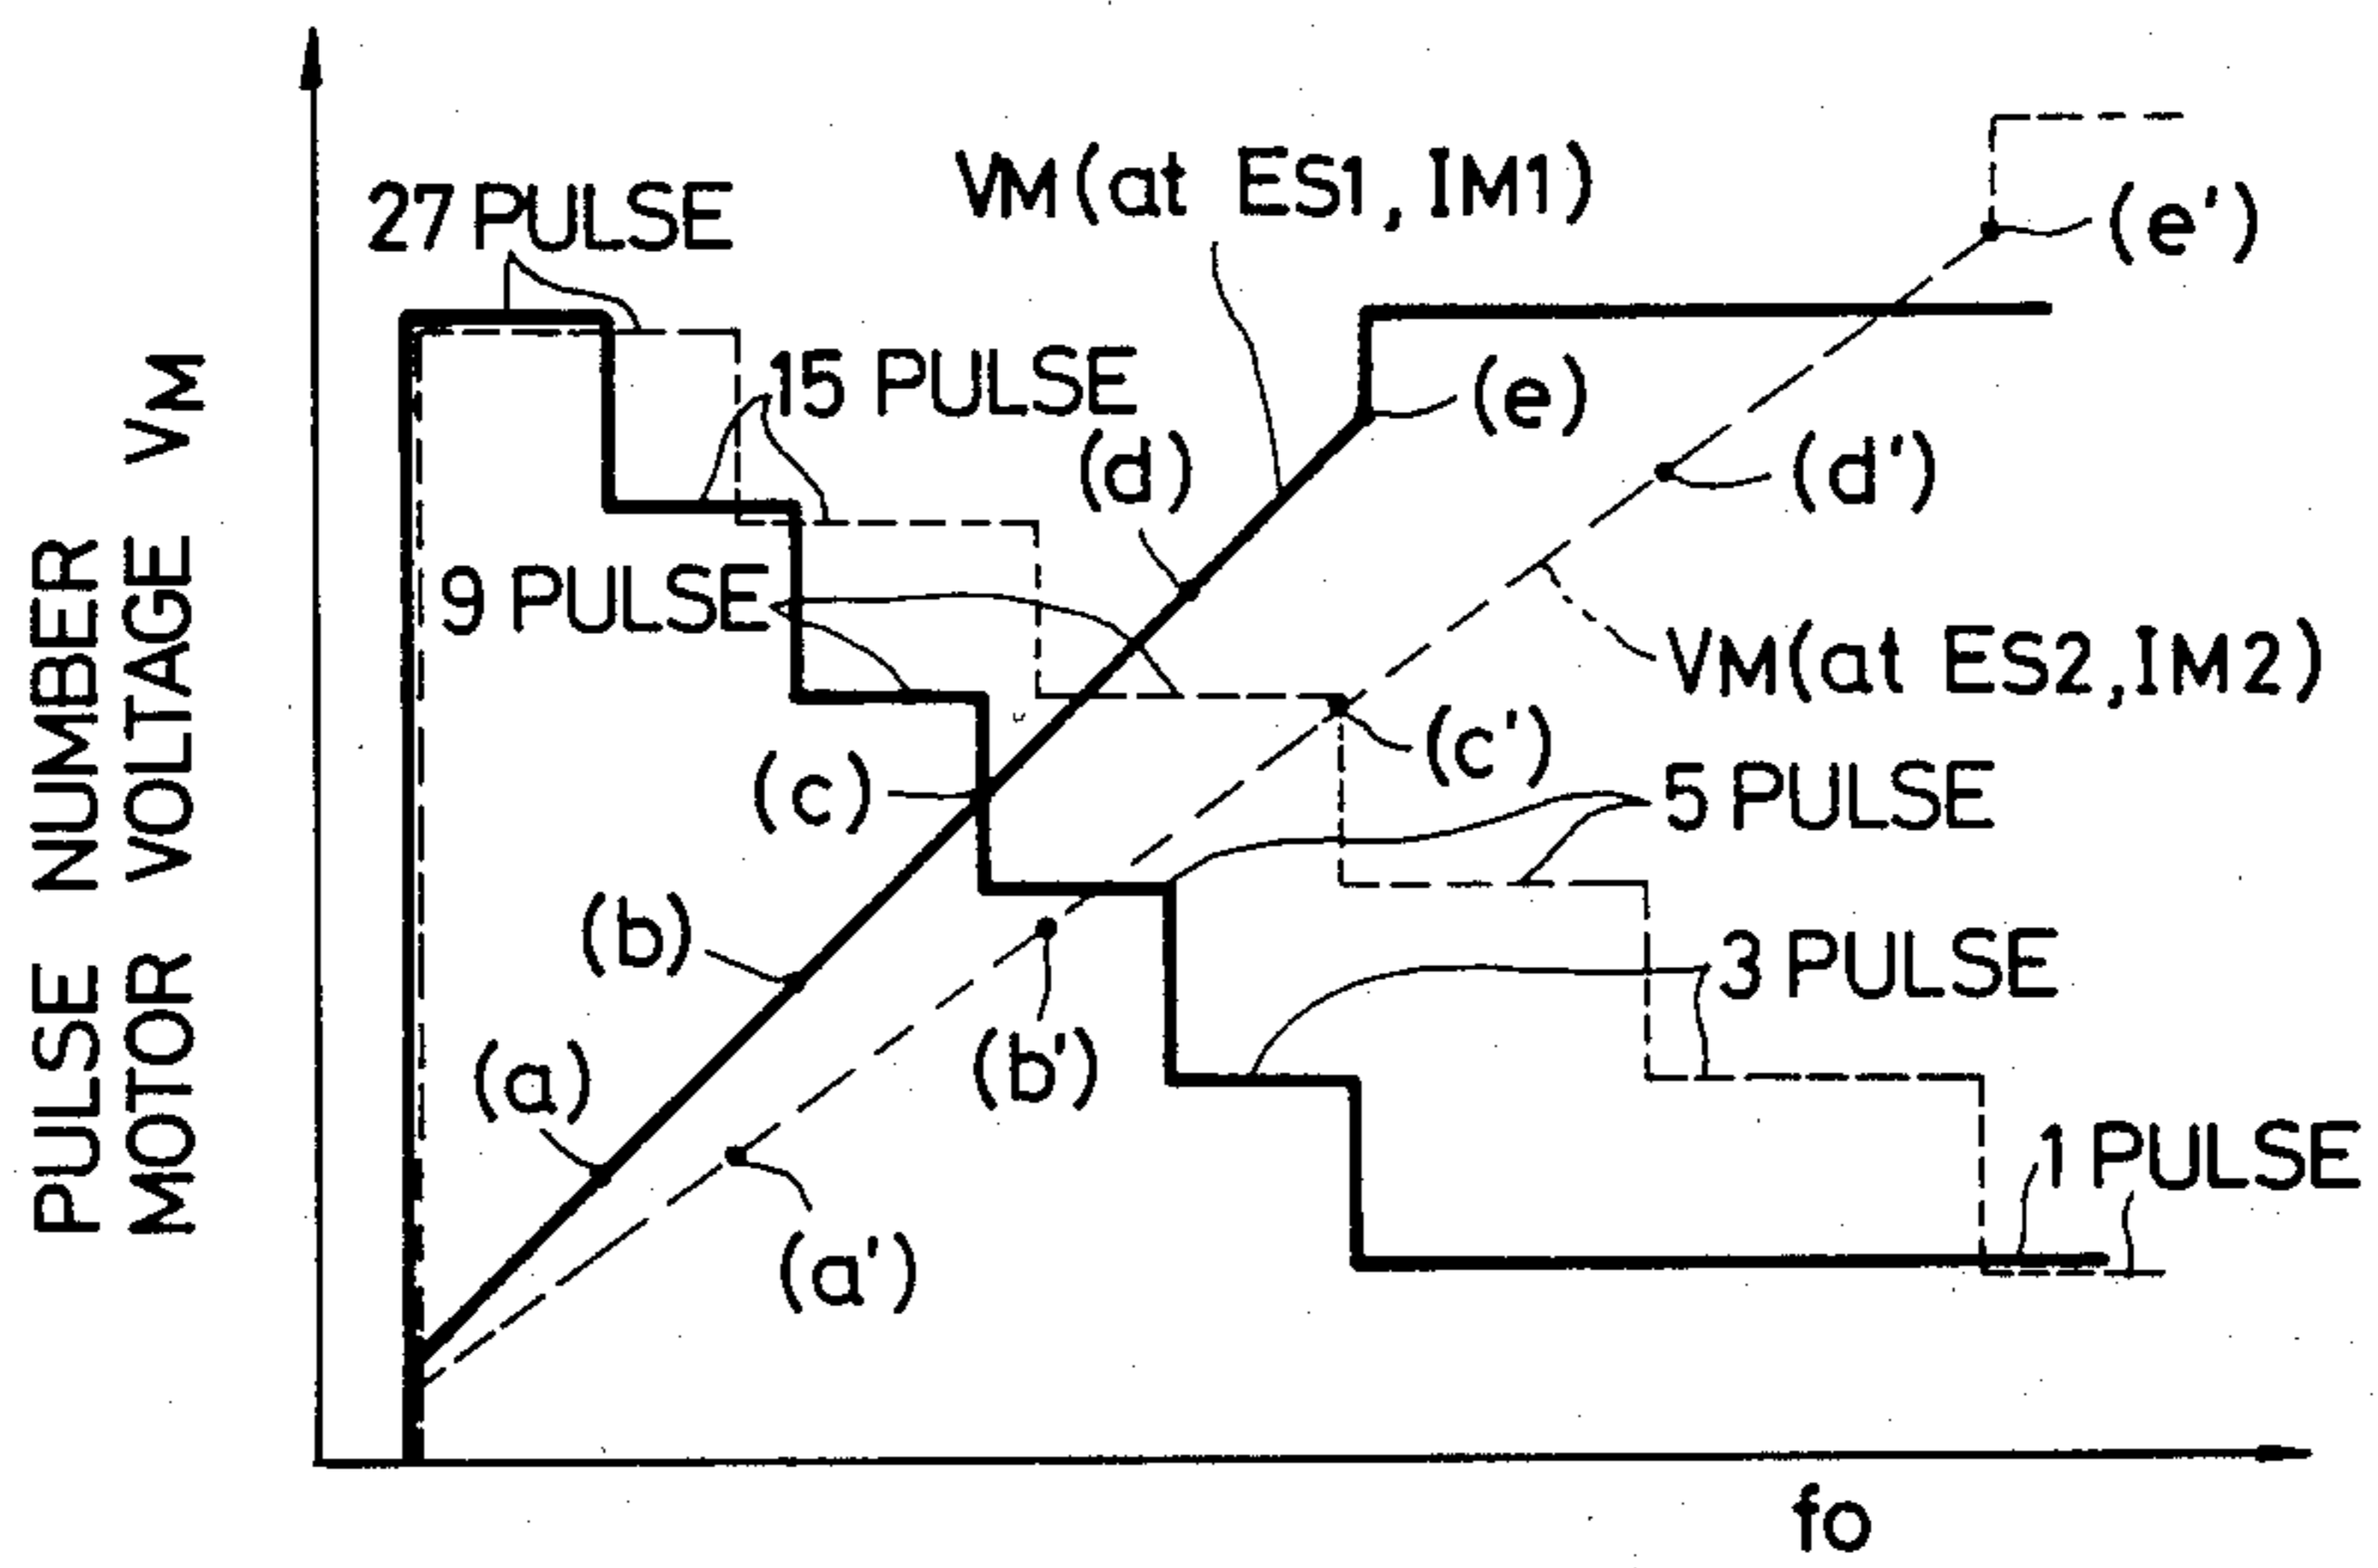 PULSE NUMBER
MOTOR VOLTAGE VM
27 PULSE
VM(at ES1,IM1)
(e')
15 PULSE
(e)
(d)
(d')
9 PULSE
VM(at ES2,IM2)
(c)
(c')
5 PULSE
(b)
3 PULSE
(a)
(b')
1 PULSE
(a')
fo